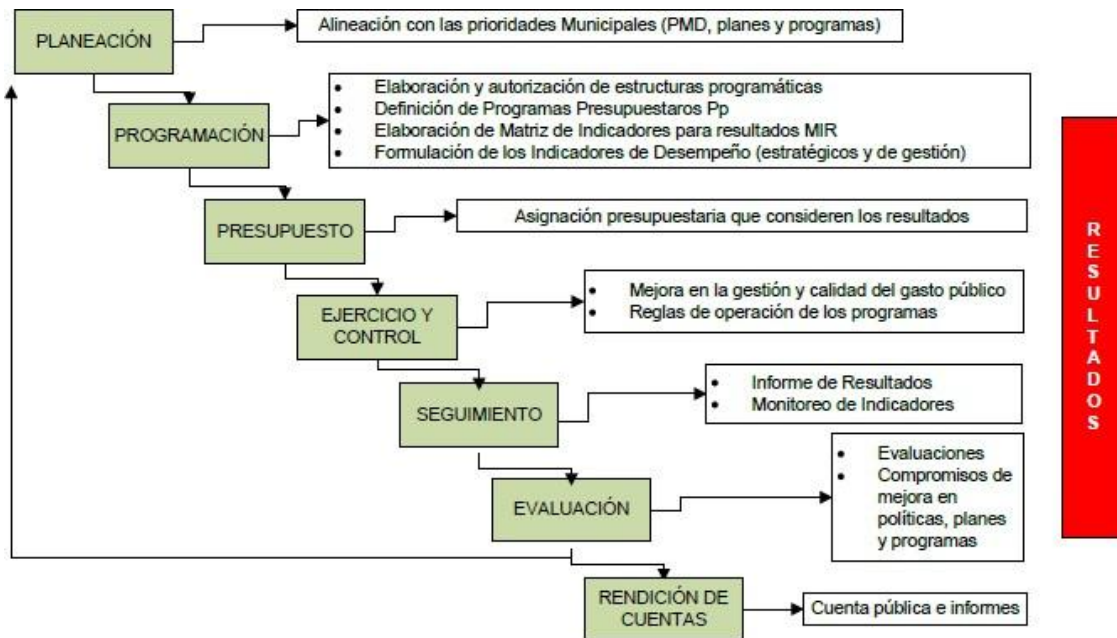 PLANEACIÓN
Alineación con las prioridades Municipales (PMD, planes y programas)
PROGRAMACIÓN
• Elaboración y autorización de estructuras programáticas
• Definición de Programas Presupuestaros Pp
• Elaboración de Matriz de Indicadores para resultados MIR
• Formulación de los Indicadores de Desempeño (estratégicos y de gestión)
PRESUPUESTO
Asignación presupuestaria que consideren los resultados
EJERCICIO Y
CONTROL
• Mejora en la gestión y calidad del gasto público
• Reglas de operación de los programas
SEGUIMIENTO
• Informe de Resultados
• Monitoreo de Indicadores
EVALUACIÓN
• Evaluaciones
• Compromisos de
mejora en
políticas, planes
y programas
RENDICIÓN DE
CUENTAS
Cuenta pública e informes
RESULTADOS